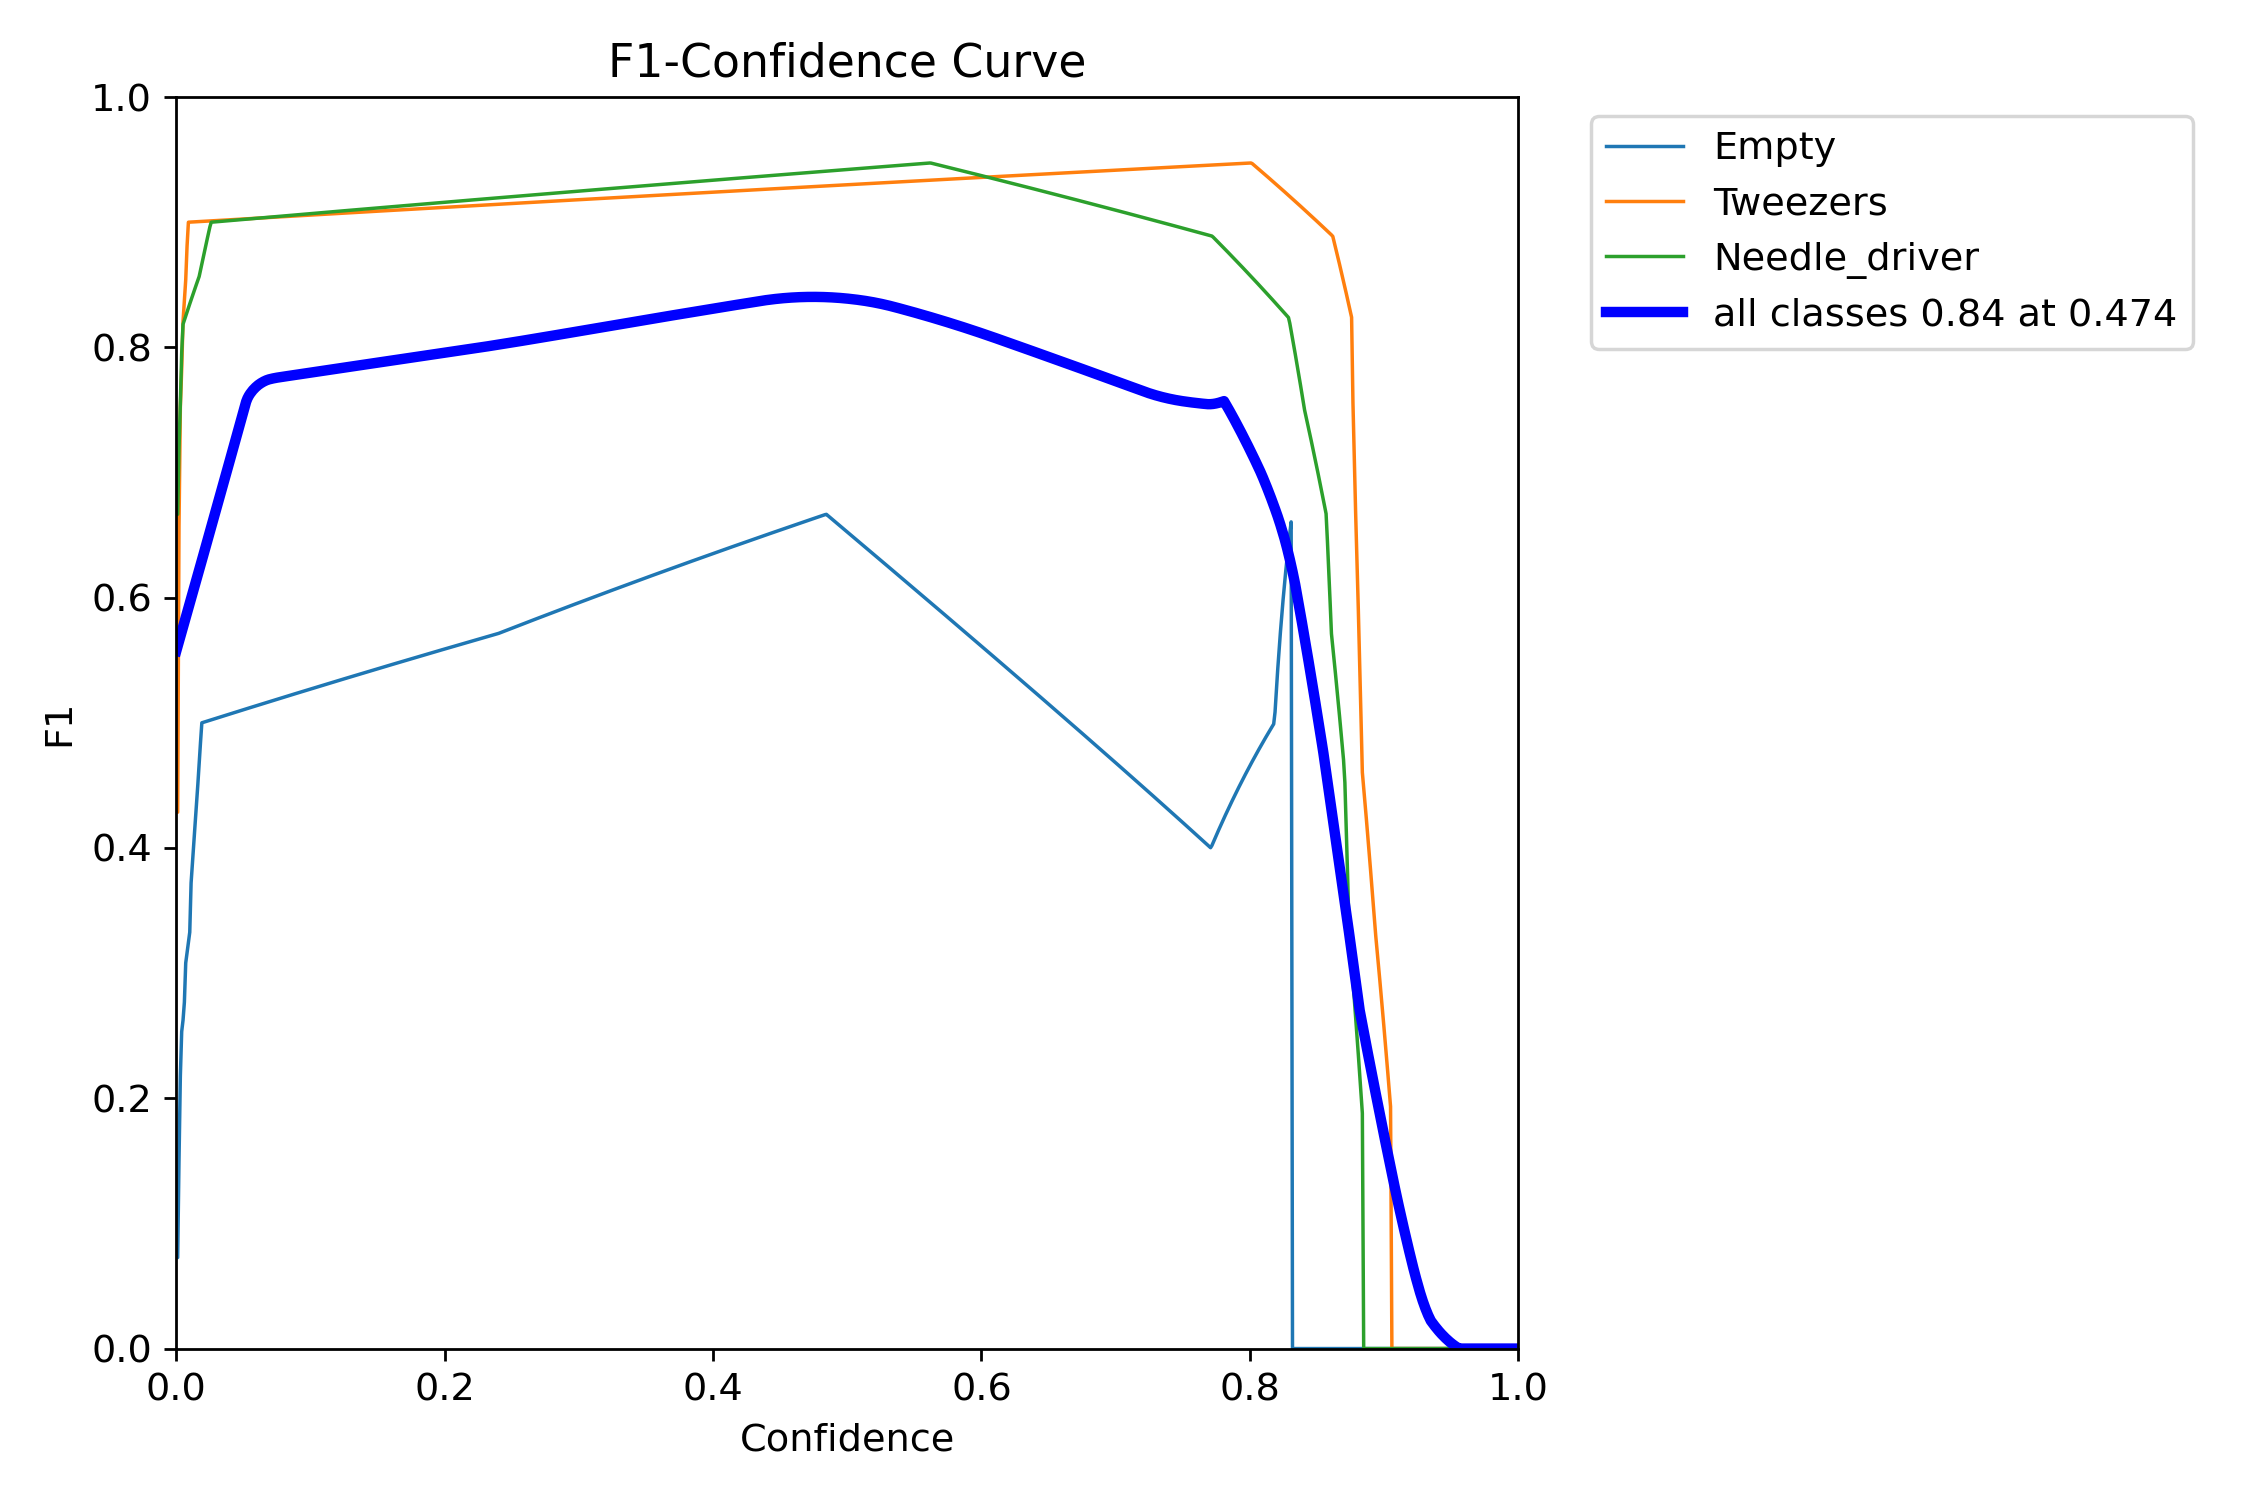 F1-Confidence Curve
1.0
0.8
0.6
0.4
0.2
0.0
F1
0.0 0.2 0.4 0.6 0.8 1.0
Confidence
Empty
Tweezers
Needle_driver
all classes 0.84 at 0.474